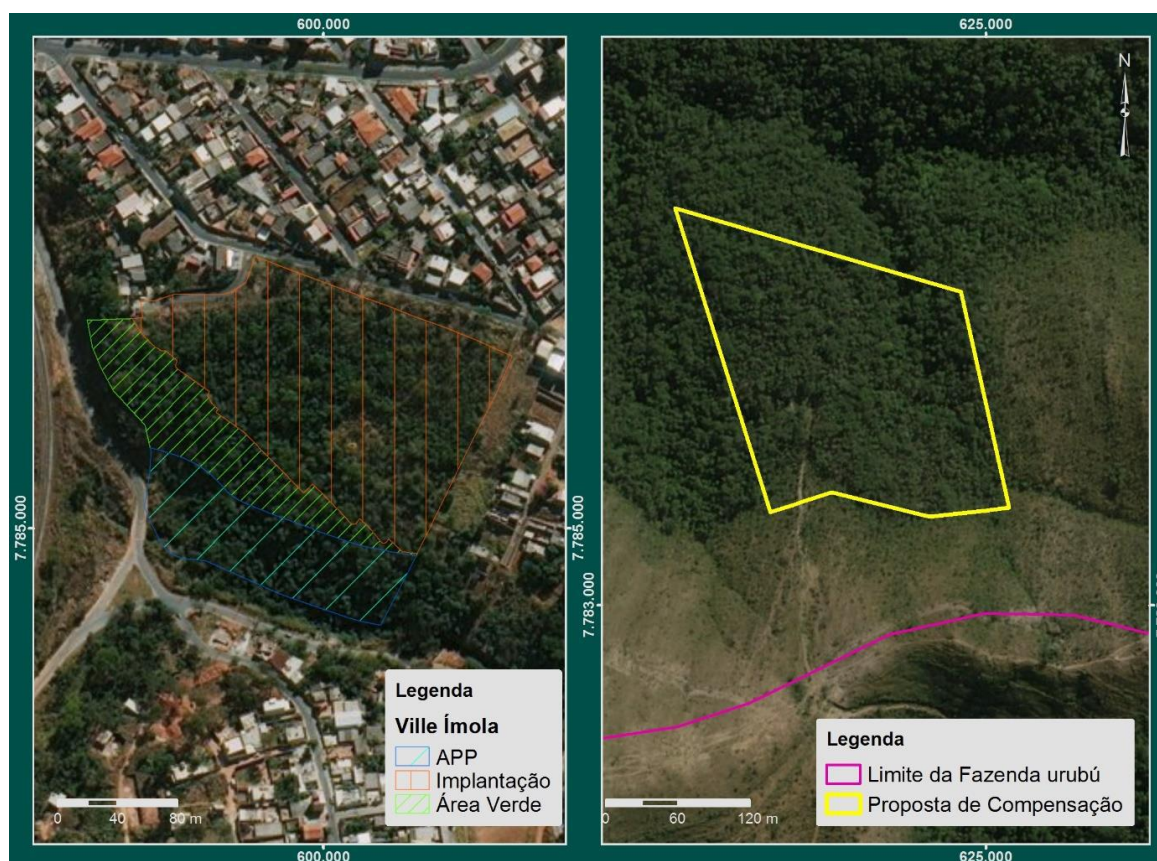 600.000
625.000
N
7.785.000
7.785.000
7.783.000
Legenda
Ville Ímola
APP
Implantação
Área Verde
0 40 80 m
Legenda
Limite da Fazenda urubú
Proposta de Compensação
0 60 120 m
600.000
625.000